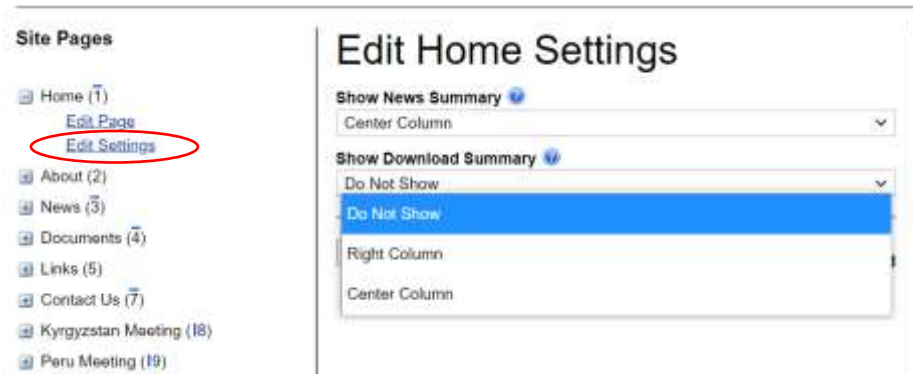 Site Pages
Home (1)
Edit Page
Edit Settings
About (2)
News (3)
Documents (4)
Links (5)
Contact Us (7)
Kyrgyzstan Meeting (I8)
Peru Meeting (I9)
Edit Home Settings
Show News Summary
Center Column
Show Download Summary
Do Not Show
Do Not Show
Right Column
Center Column